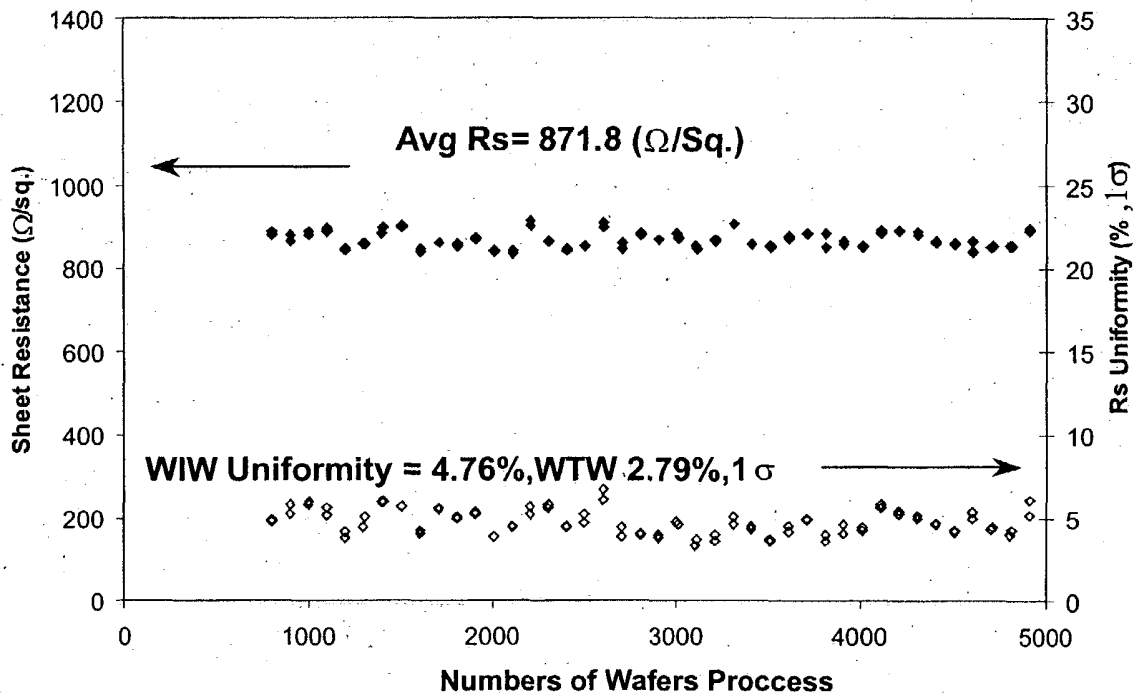 1400
1200
1000
800
600
400
200
0
Sheet Resistance (Ω/sq.)
35
30
25
20
15
10
5
0
Rs Uniformity (% ,1σ)
Avg Rs= 871.8 (Ω/Sq.)
WIW Uniformity = 4.76%,WTW 2.79%,1 σ
0 1000 2000 3000 4000 5000
Numbers of Wafers Proccess